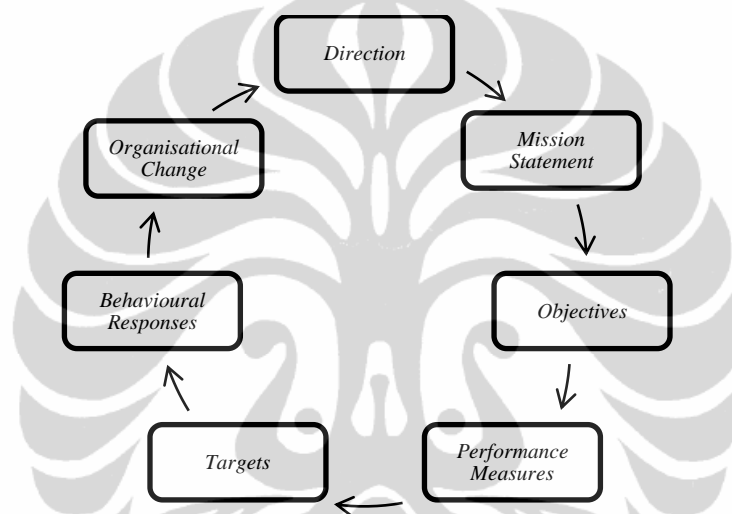 Direction
Mission
Statement
Objectives
Performance
Measures
Targets
Behavioural
Responses
Organisational
Change